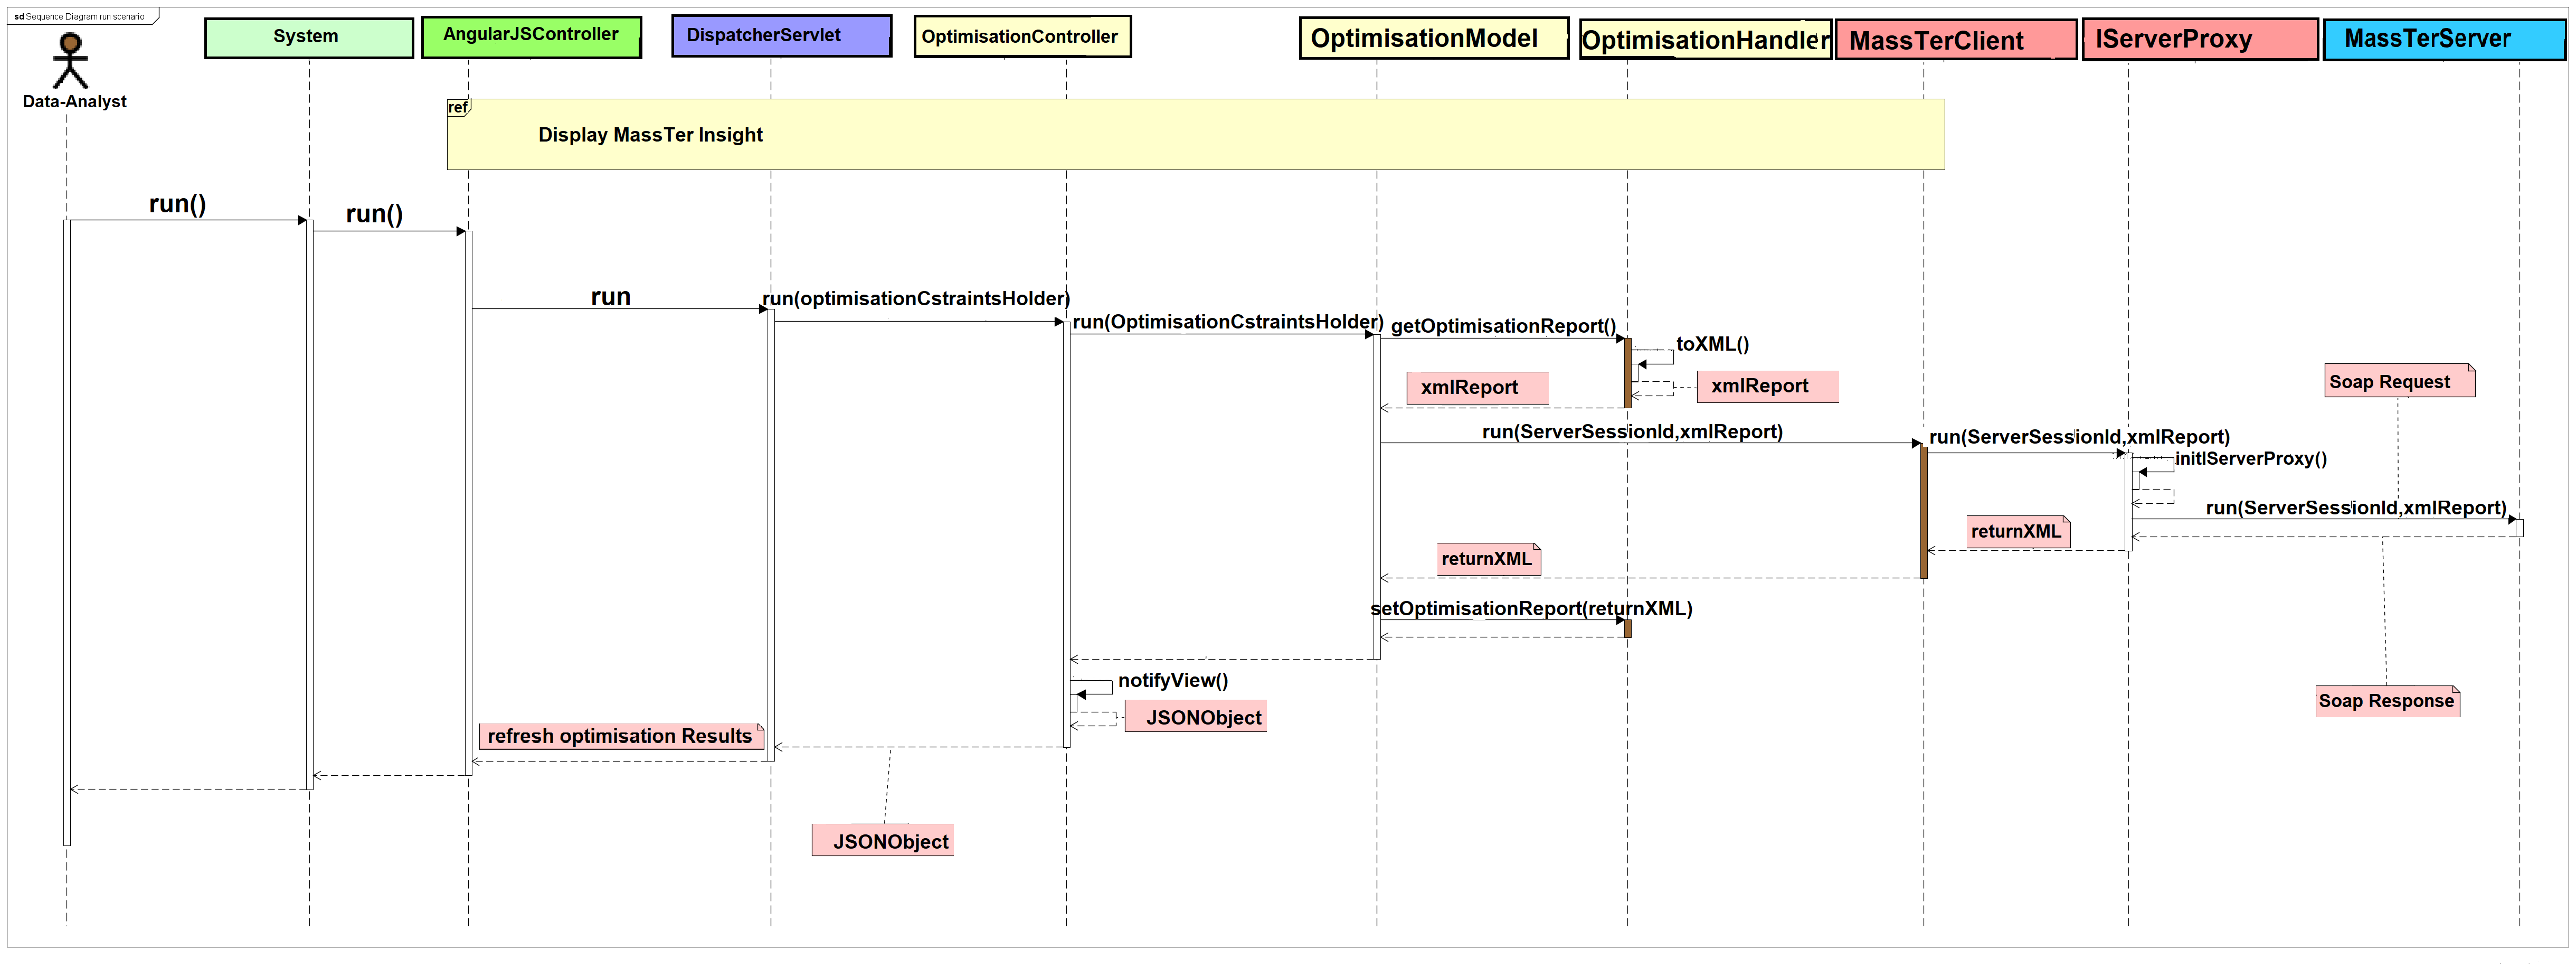 sd Sequence Diagram run scenario
System
AngularJSController
DispatcherServlet
OptimisationController
OptimisationModel
OptimisationHandler
MassTerClient
IServerProxy
MassTerServer
Data-Analyst
ref
Display MassTer Insight
run()
run()
run
run(optimisationCstraintsHolder)
run(OptimisationCstraintsHolder)
getOptimisationReport()
toXML()
xmlReport
xmlReport
Soap Request
run(ServerSessionId,xmlReport)
run(ServerSessionId,xmlReport)
initIServerProxy()
run(ServerSessionId,xmlReport)
returnXML
returnXML
setOptimisationReport(returnXML)
notifyView()
JSONObject
Soap Response
refresh optimisation Results
JSONObject